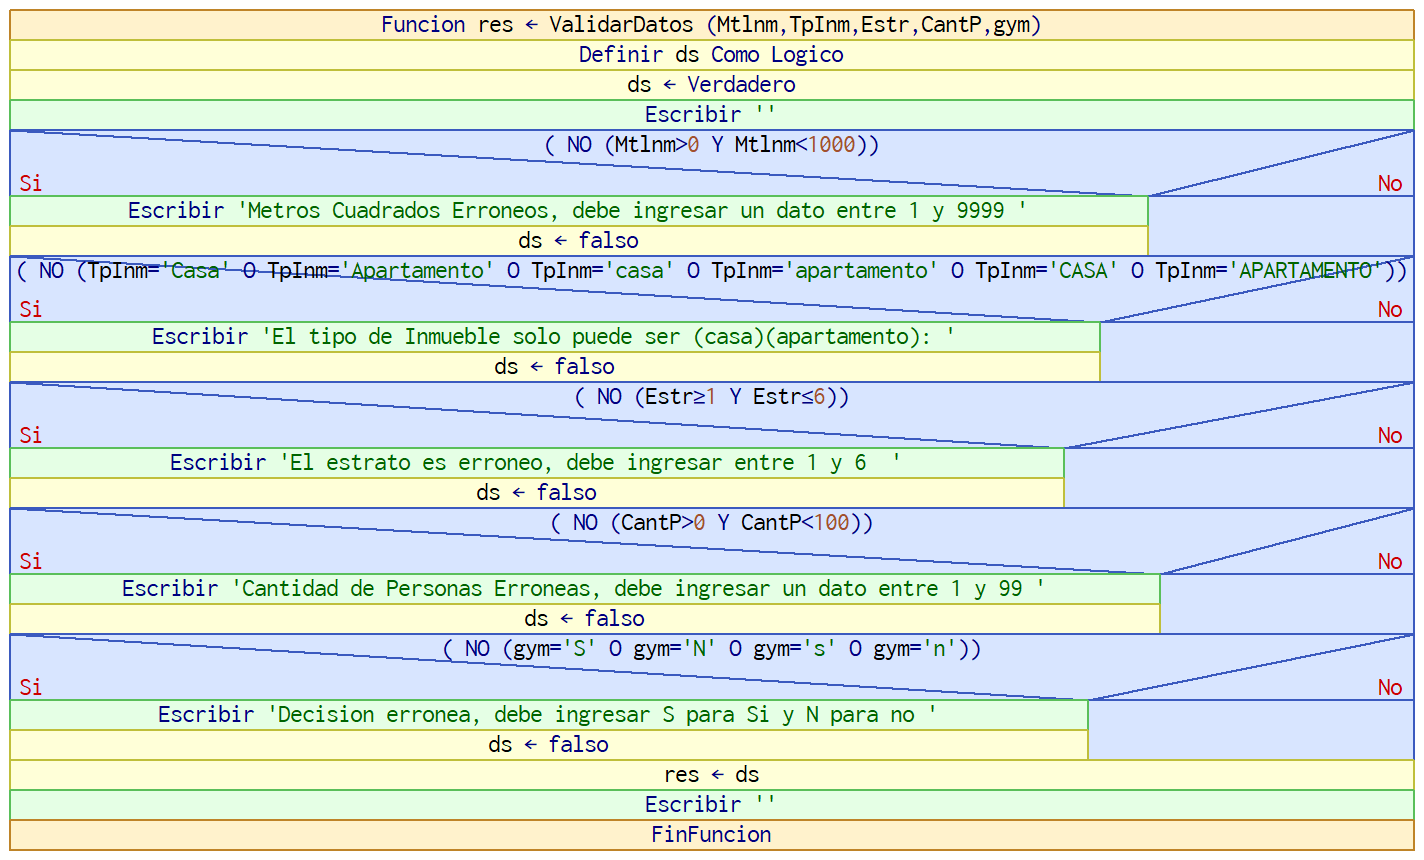 Funcion res ← ValidarDatos (Mtlnm,TpInm,Estr,CantP,gym)
Definir ds Como Logico
ds ← Verdadero
Escribir ''
( NO (Mtlnm>0 Y Mtlnm<1000))
Si No
Escribir 'Metros Cuadrados Erroneos, debe ingresar un dato entre 1 y 9999 '
ds ← falso
( NO (TpInm='Casa' O TpInm='Apartamento' O TpInm='casa' O TpInm='apartamento' O TpInm='CASA' O TpInm='APARTAMENTO'))
Si No
Escribir 'El tipo de Inmueble solo puede ser (casa)(apartamento): '
ds ← falso
( NO (Estr≥1 Y Estr≤6))
Si No
Escribir 'El estrato es erroneo, debe ingresar entre 1 y 6  '
ds ← falso
( NO (CantP>0 Y CantP<100))
Si No
Escribir 'Cantidad de Personas Erroneas, debe ingresar un dato entre 1 y 99 '
ds ← falso
( NO (gym='S' O gym='N' O gym='s' O gym='n'))
Si No
Escribir 'Decision erronea, debe ingresar S para Si y N para no '
ds ← falso
res ← ds
Escribir ''
FinFuncion